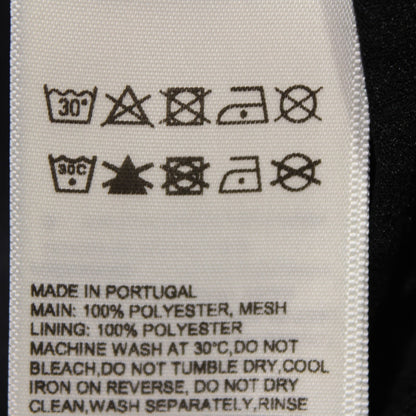 30°
30C
MADE IN PORTUGAL
MAIN: 100% POLYESTER, MESH
LINING: 100% POLYESTER
MACHINE WASH AT 30°C,DO NOT
BLEACH,DO NOT TUMBLE DRY,COOL
IRON ON REVERSE, DO NOT DRY
CLEAN,WASH SEPARATELY,RINSE